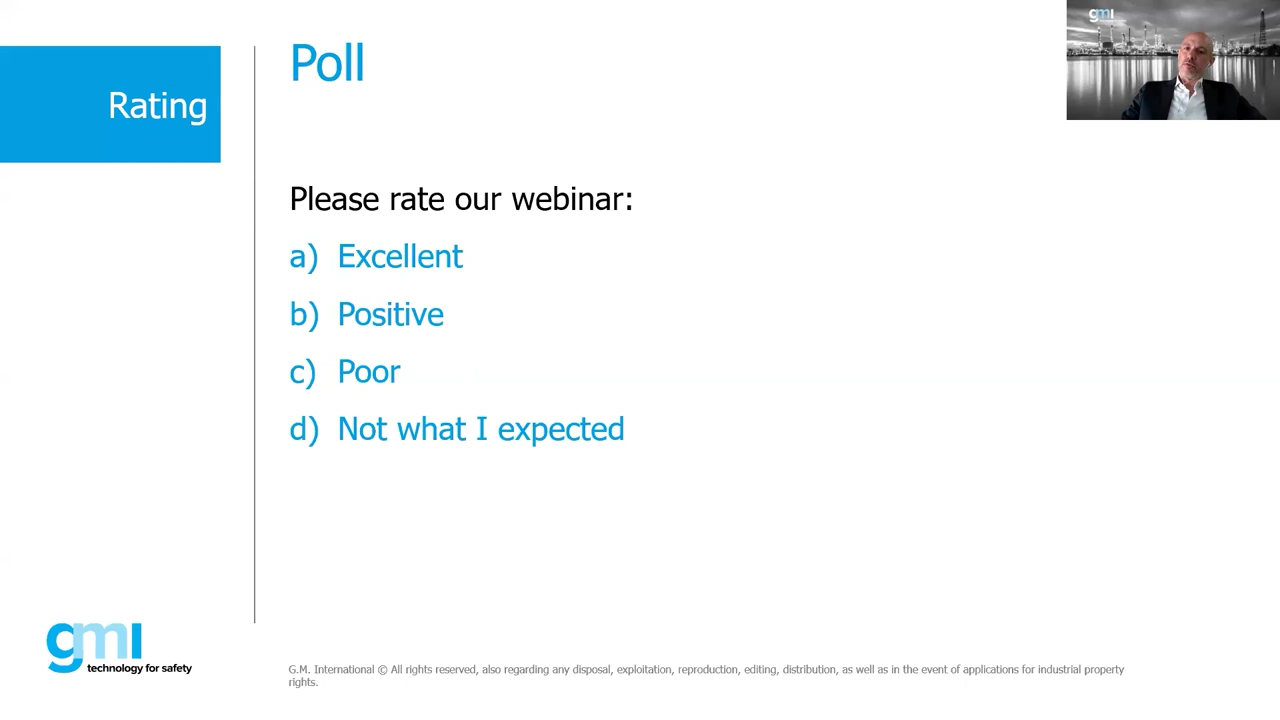 Poll
Rating
gmi
Please rate our webinar:
a) Excellent
b) Positive
c) Poor
d) Not what I expected
gmi
technology for safety
G.M. International © All rights reserved, also regarding any disposal, exploitation, reproduction, editing, distribution, as well as in the event of applications for industrial property
rights.